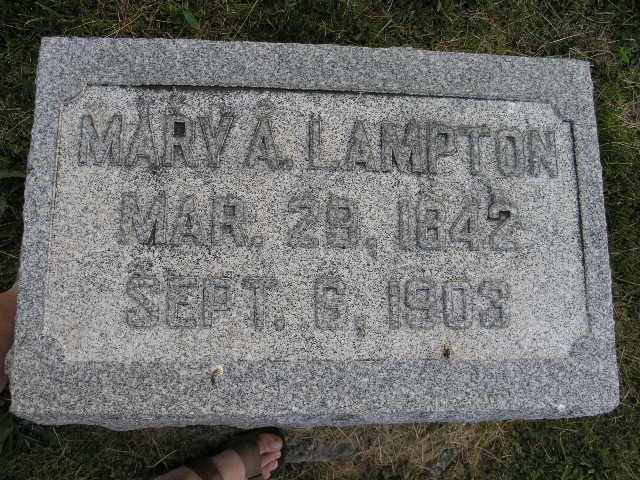 MARY A. LAMPTON
MAR. 29, 1842
SEPT. 6, 1903